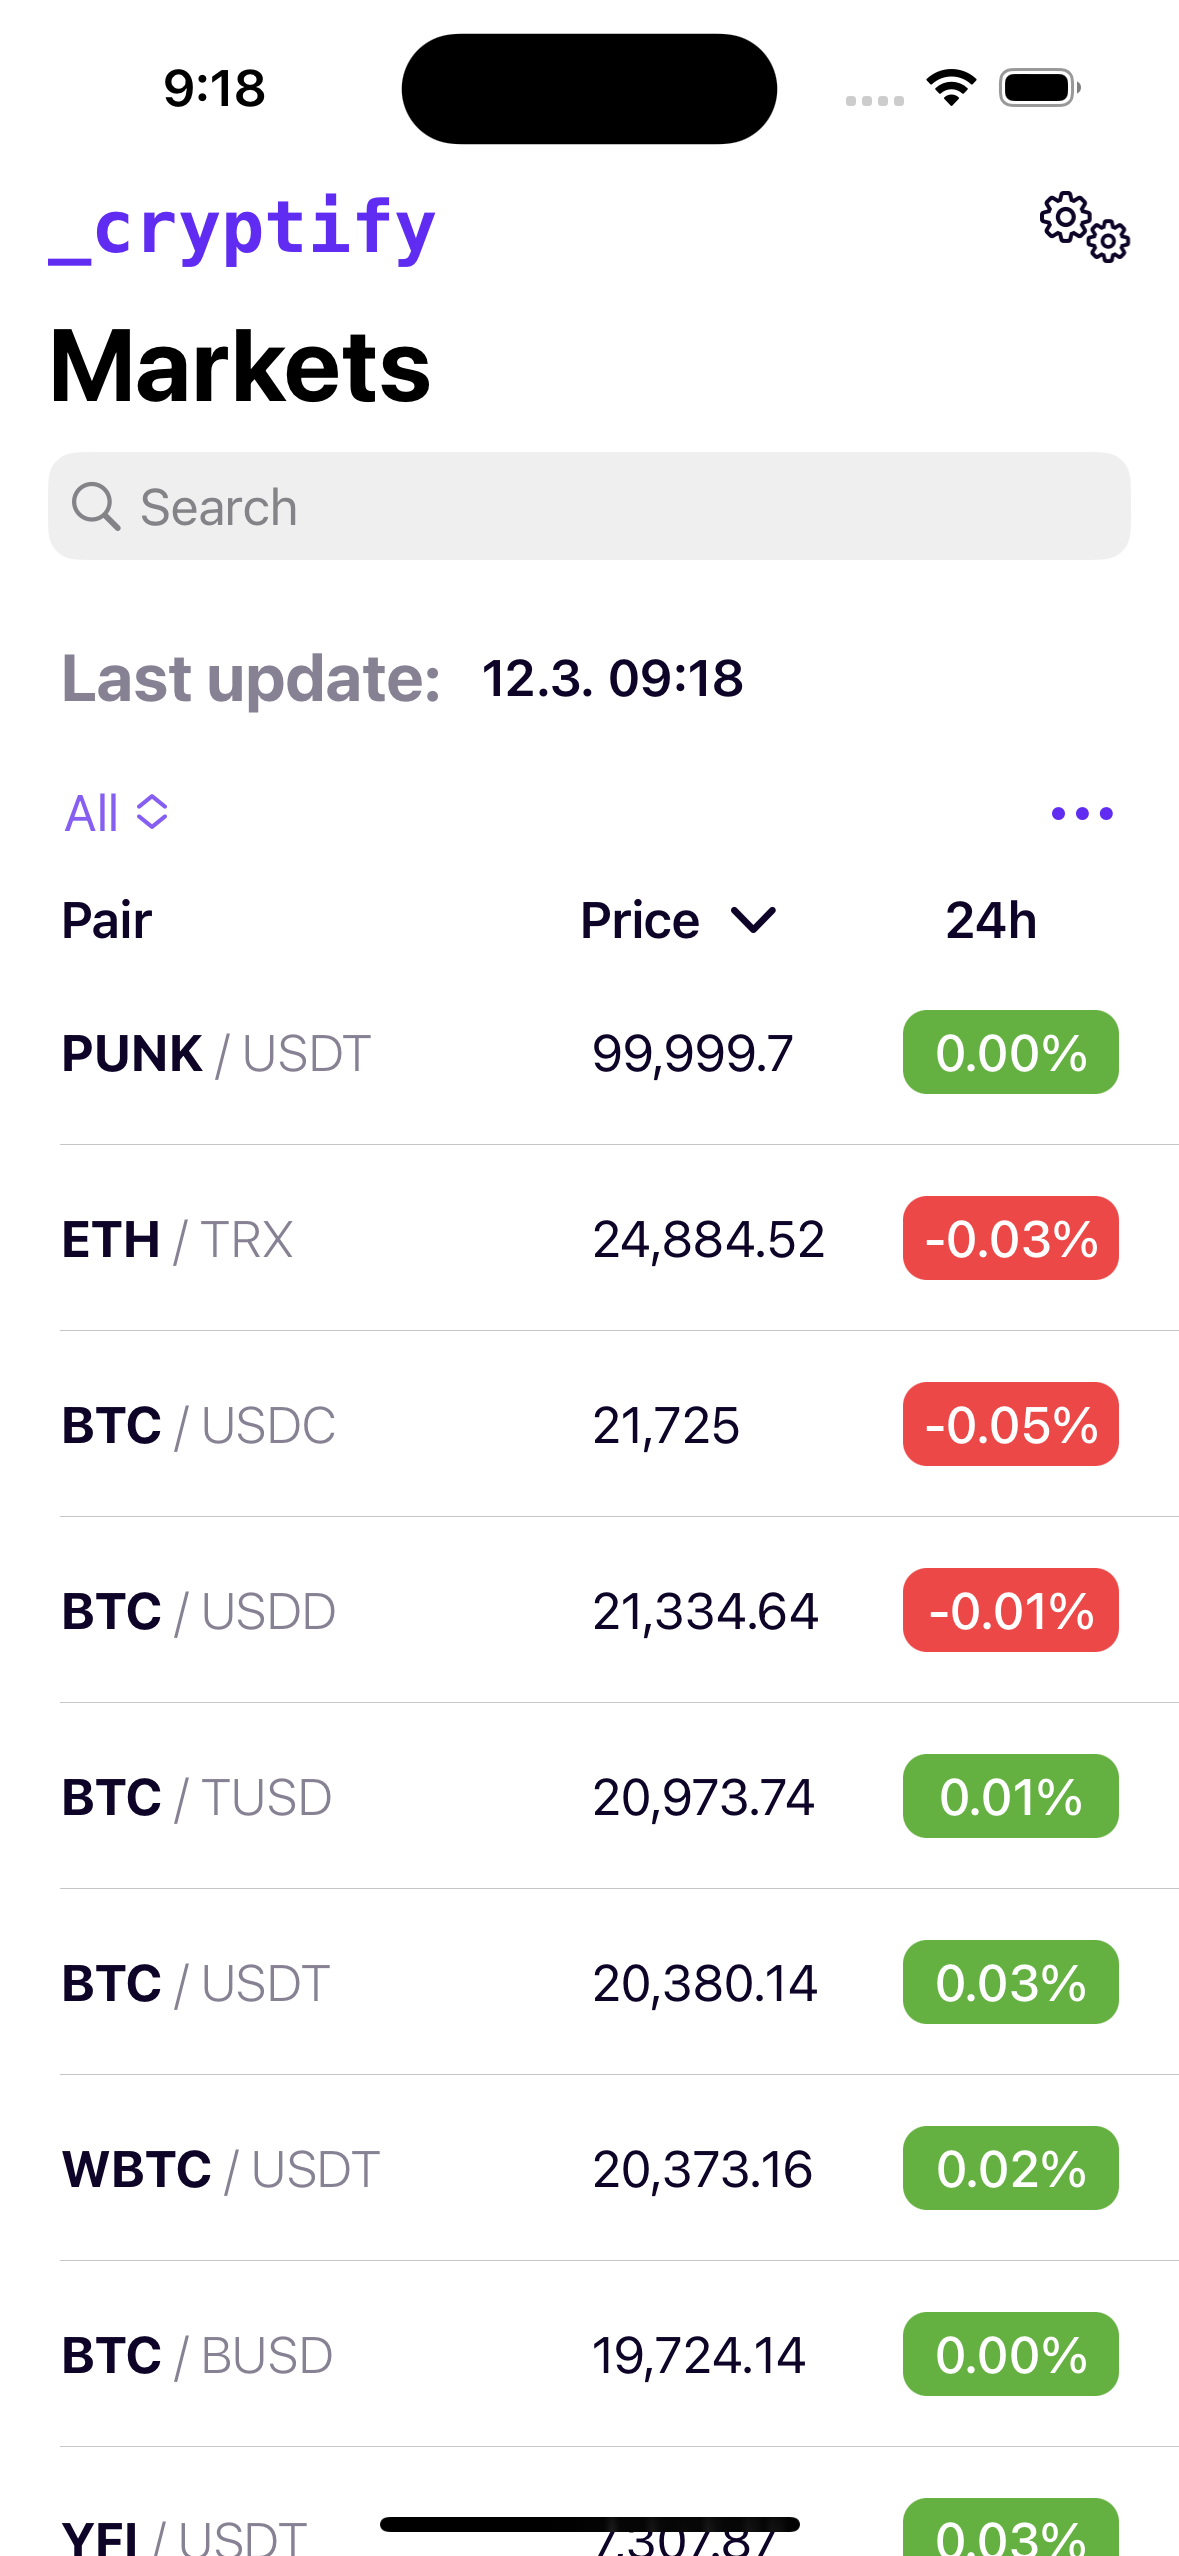 9:18
_cryptify
Markets
Search
Last update: 12.3. 09:18
All
Pair Price 24h
PUNK / USDT 99,999.7 0.00%
ETH / TRX 24,884.52 -0.03%
BTC / USDC 21,725 -0.05%
BTC / USDD 21,334.64 -0.01%
BTC / TUSD 20,973.74 0.01%
BTC / USDT 20,380.14 0.03%
WBTC / USDT 20,373.16 0.02%
BTC / BUSD 19,724.14 0.00%
YFI / USDT 7,307.87 0.03%